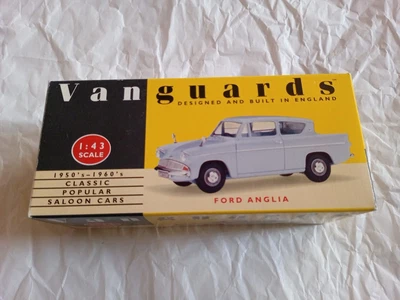 Vanguards
DESIGNED AND BUILT IN ENGLAND
1:43
SCALE
1950's-1960's
CLASSIC
POPULAR
SALOON CARS
FORD ANGLIA